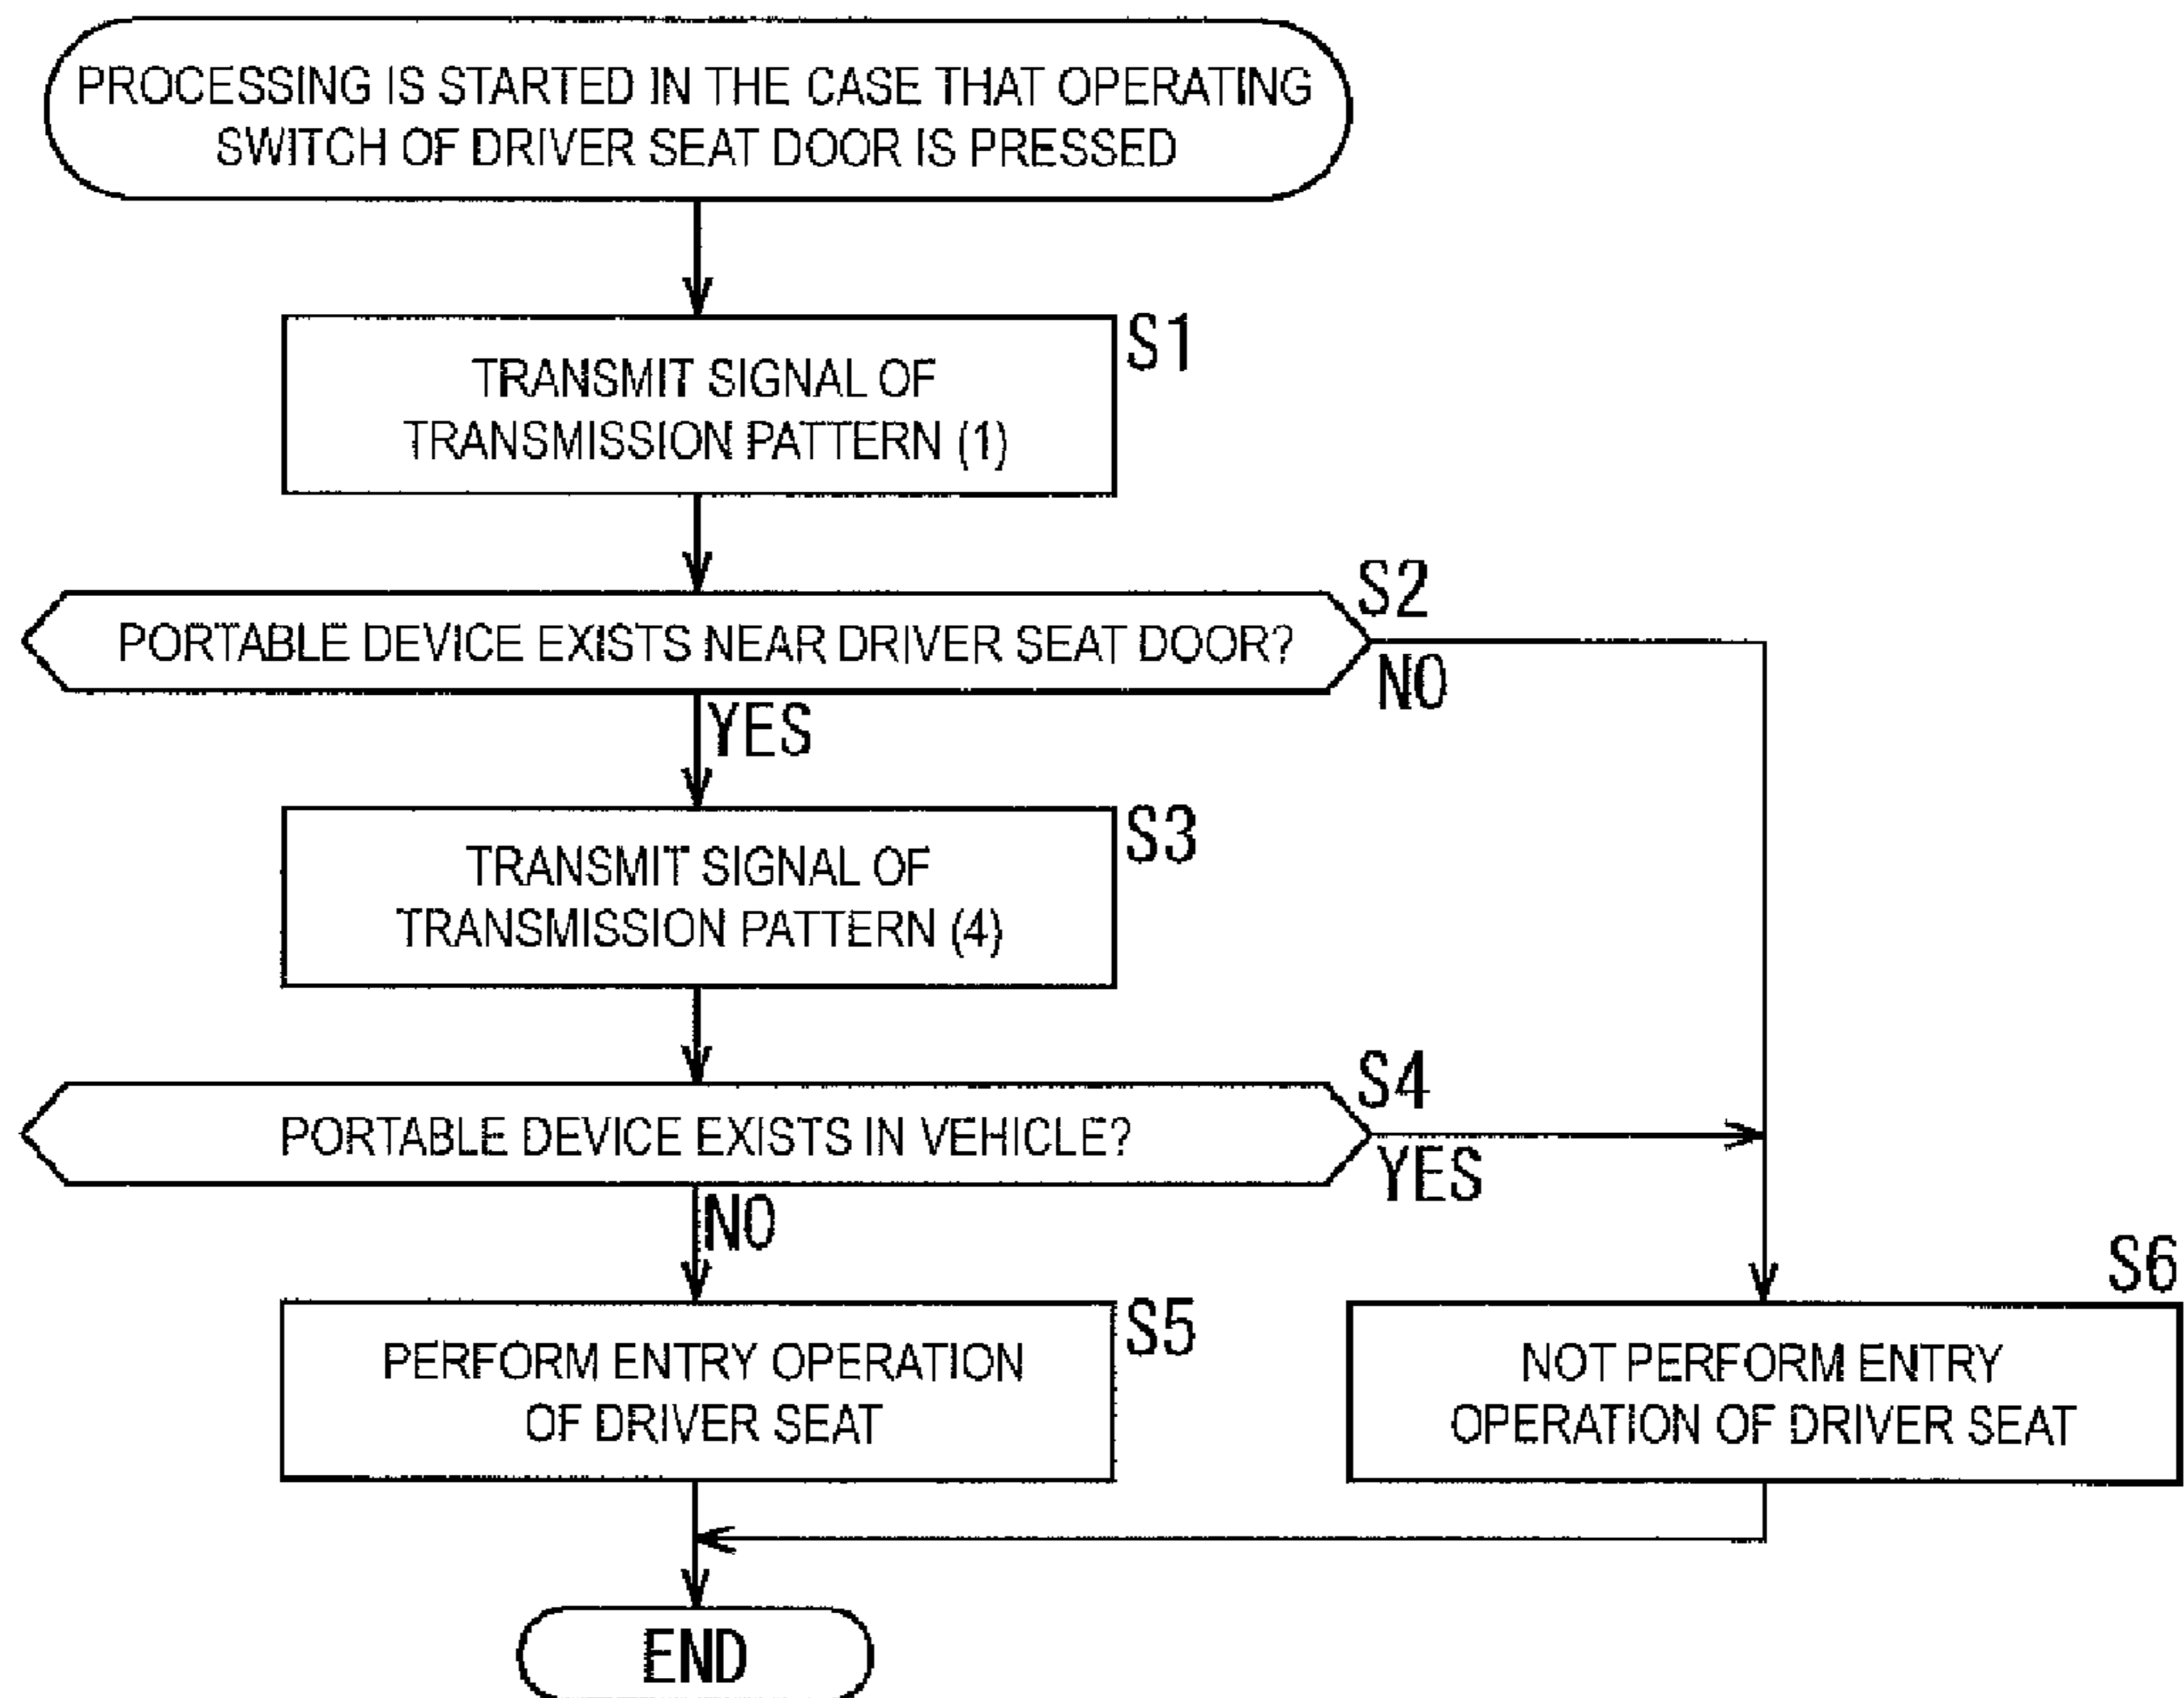 PROCESSING IS STARTED IN THE CASE THAT OPERATING
SWITCH OF DRIVER SEAT DOOR IS PRESSED
S1
TRANSMIT SIGNAL OF
TRANSMISSION PATTERN (1)
S2
PORTABLE DEVICE EXISTS NEAR DRIVER SEAT DOOR?
NO
YES
S3
TRANSMIT SIGNAL OF
TRANSMISSION PATTERN (4)
S4
PORTABLE DEVICE EXISTS IN VEHICLE?
YES
NO
S5
PERFORM ENTRY OPERATION
OF DRIVER SEAT
S6
NOT PERFORM ENTRY
OPERATION OF DRIVER SEAT
END